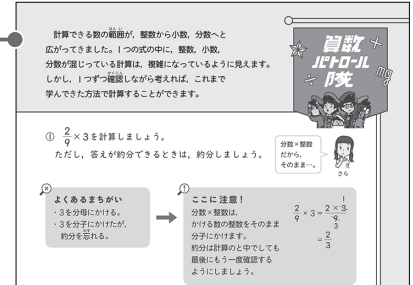 計算できる数の範囲が，整数から小数，分数へと
広がってきました。1つの式の中に，整数，小数，
分数が混じっている計算は，複雑になっているように見えます。
しかし，1つずつ確認しながら考えれば，これまで
学んできた方法で計算することができます。
算数
パトロール
隊
+
÷
mg
① 2/9×3を計算しましょう。
ただし，答えが約分できるときは，約分しましょう。
分数×整数
だから，
そのまま…。
さら
よくあるまちがい
・3を分母にかける。
・3を分子にかけたが，
約分を忘れる。
ここに注意！
分数×整数は，
かける数の整数をそのまま
分子にかけます。
約分は計算のと中でしても
最後にもう一度確認する
ようにしましょう。
1
2/9×3=2×3/9
3
=2/3